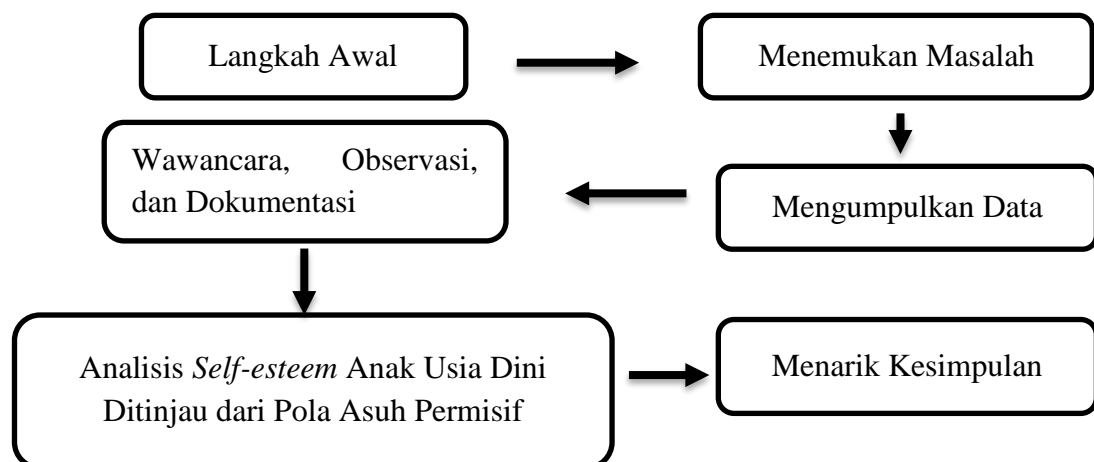 Langkah Awal
Menemukan Masalah
Wawancara, Observasi,
dan Dokumentasi
Mengumpulkan Data
Analisis Self-esteem Anak Usia Dini
Ditinjau dari Pola Asuh Permisif
Menarik Kesimpulan